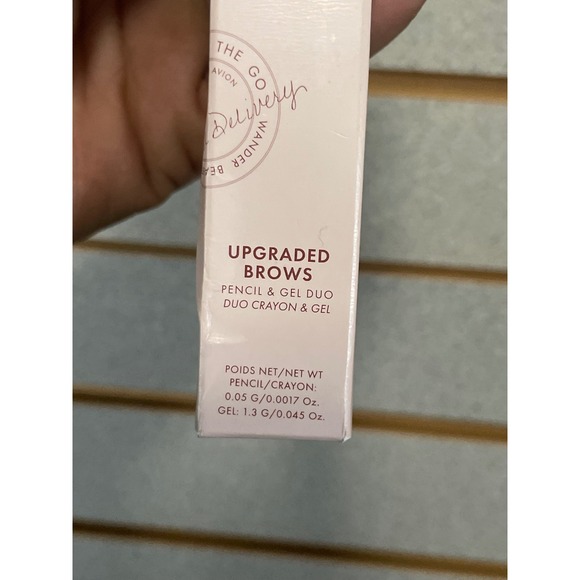 THE GO WANDER BEA
AVION
Delivery
UPGRADED
BROWS
PENCIL & GEL DUO
DUO CRAYON & GEL
POIDS NET/NET WT
PENCIL/CRAYON:
0.05 G/0.0017 Oz.
GEL: 1.3 G/0.045 Oz.